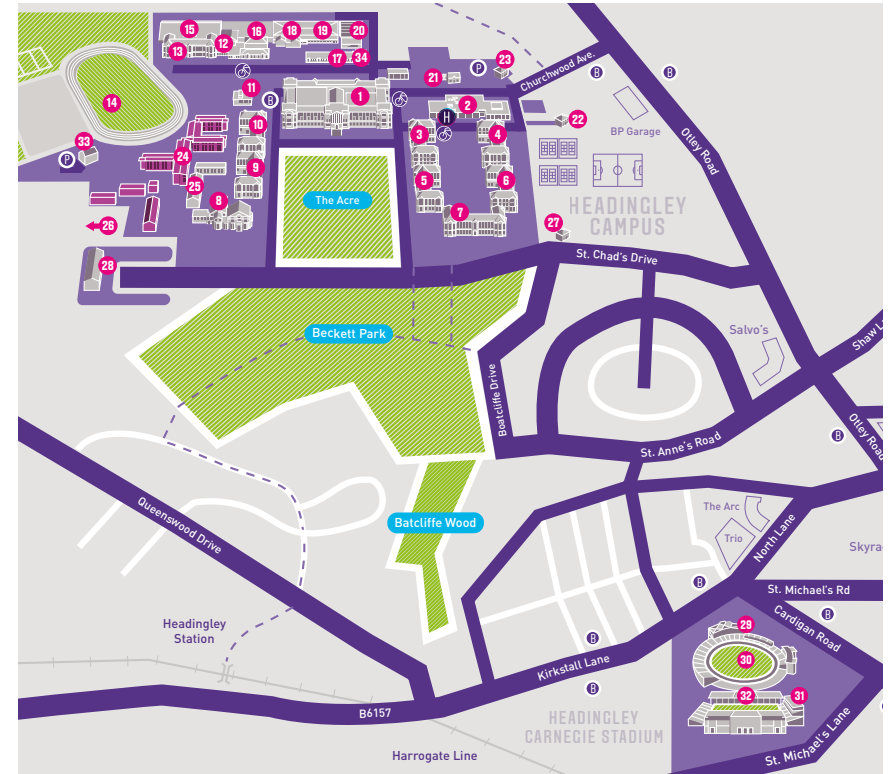 15
16
18
19
20
13
12
17
34
23
P
21
Churchwood Ave.
B
B
14
11
B
1
2
H
22
BP Garage
Otley Road
10
3
4
33
P
24
9
25
5
6
The Acre
8
7
HEADINGLEY
CAMPUS
26
27
28
St. Chad's Drive
Beckett Park
Salvo's
Shaw L
Boatcliffe Drive
Otley Road
B
St. Anne's Road
Queenswood Drive
Batcliffe Wood
The Arc
Trio
North Lane
Skyra
B
St. Michael's Rd
B
Cardigan Road
Headingley
Station
29
30
B
Kirkstall Lane
B
32
31
B6157
HEADINGLEY
CARNEGIE STADIUM
St. Michael's Lane
Harrogate Line